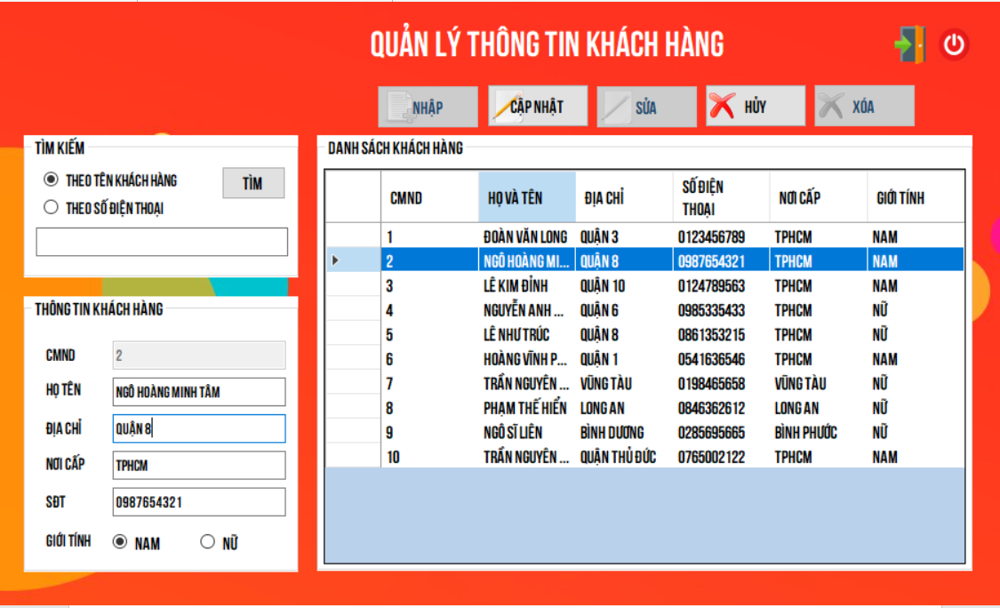 QUẢN LÝ THÔNG TIN KHÁCH HÀNG
NHẬP CẬP NHẬT SỬA HỦY XÓA
TÌM KIẾM
THEO TÊN KHÁCH HÀNG TÌM
THEO SỐ ĐIỆN THOẠI
THÔNG TIN KHÁCH HÀNG
CMND 2
HỌ TÊN NGÔ HOÀNG MINH TÂM
ĐỊA CHỈ QUẬN 8
NƠI CẤP TPHCM
SĐT 0987654321
GIỚI TÍNH NAM NỮ
DANH SÁCH KHÁCH HÀNG
CMND HỌ VÀ TÊN ĐỊA CHỈ SỐ ĐIỆN THOẠI NƠI CẤP GIỚI TÍNH
1 ĐOÀN VĂN LONG QUẬN 3 0123456789 TPHCM NAM
2 NGÔ HOÀNG MI... QUẬN 8 0987654321 TPHCM NAM
3 LÊ KIM ĐỈNH QUẬN 10 0124789563 TPHCM NAM
4 NGUYỄN ANH ... QUẬN 6 0985335433 TPHCM NỮ
5 LÊ NHƯ TRÚC QUẬN 8 0861353215 TPHCM NỮ
6 HOÀNG VĨNH P... QUẬN 1 0541636546 TPHCM NAM
7 TRẦN NGUYÊN ... VŨNG TÀU 0198465658 VŨNG TÀU NỮ
8 PHẠM THẾ HIỂN LONG AN 0846362612 LONG AN NỮ
9 NGÔ SĨ LIÊN BÌNH DƯƠNG 0285695665 BÌNH PHƯỚC NỮ
10 TRẦN NGUYÊN ... QUẬN THỦ ĐỨC 0765002122 TPHCM NAM